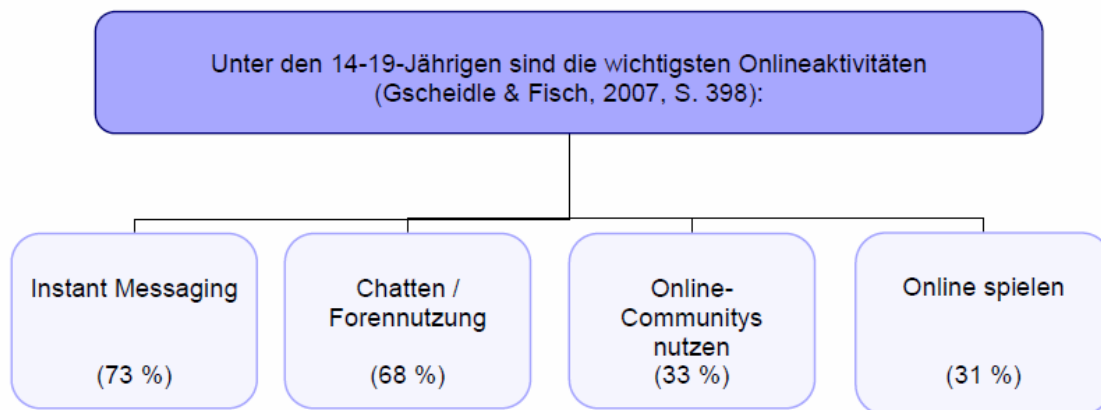 Unter den 14-19-Jährigen sind die wichtigsten Onlineaktivitäten
(Gscheidle & Fisch, 2007, S. 398):
Instant Messaging
(73 %)
Chatten /
Forennutzung
(68 %)
Online-
Communitys
nutzen
(33 %)
Online spielen
(31 %)